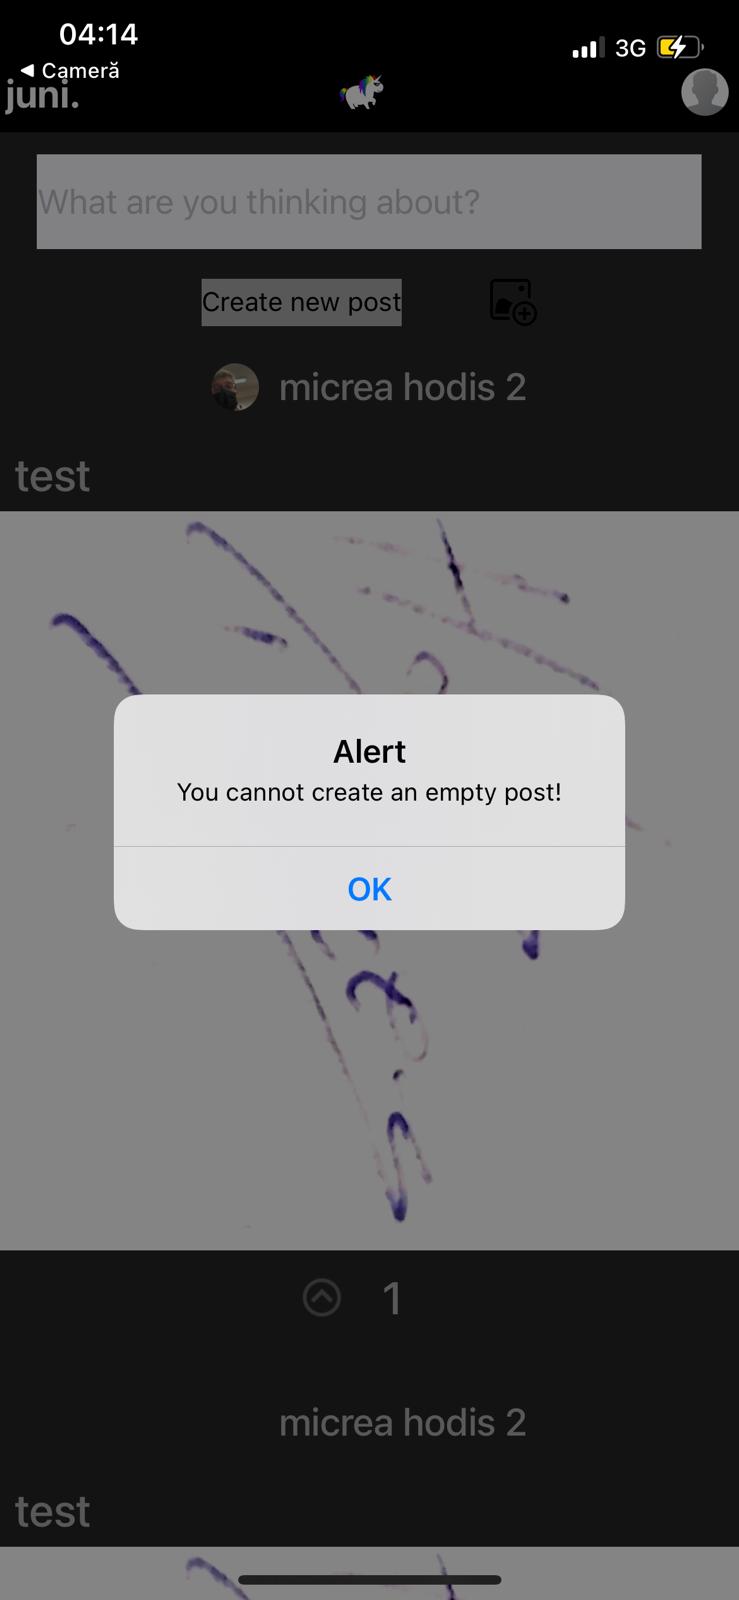 04:14
3G
◀ Cameră
juni.
What are you thinking about?
Create new post
micrea hodis 2
test
Alert
You cannot create an empty post!
OK
1
micrea hodis 2
test